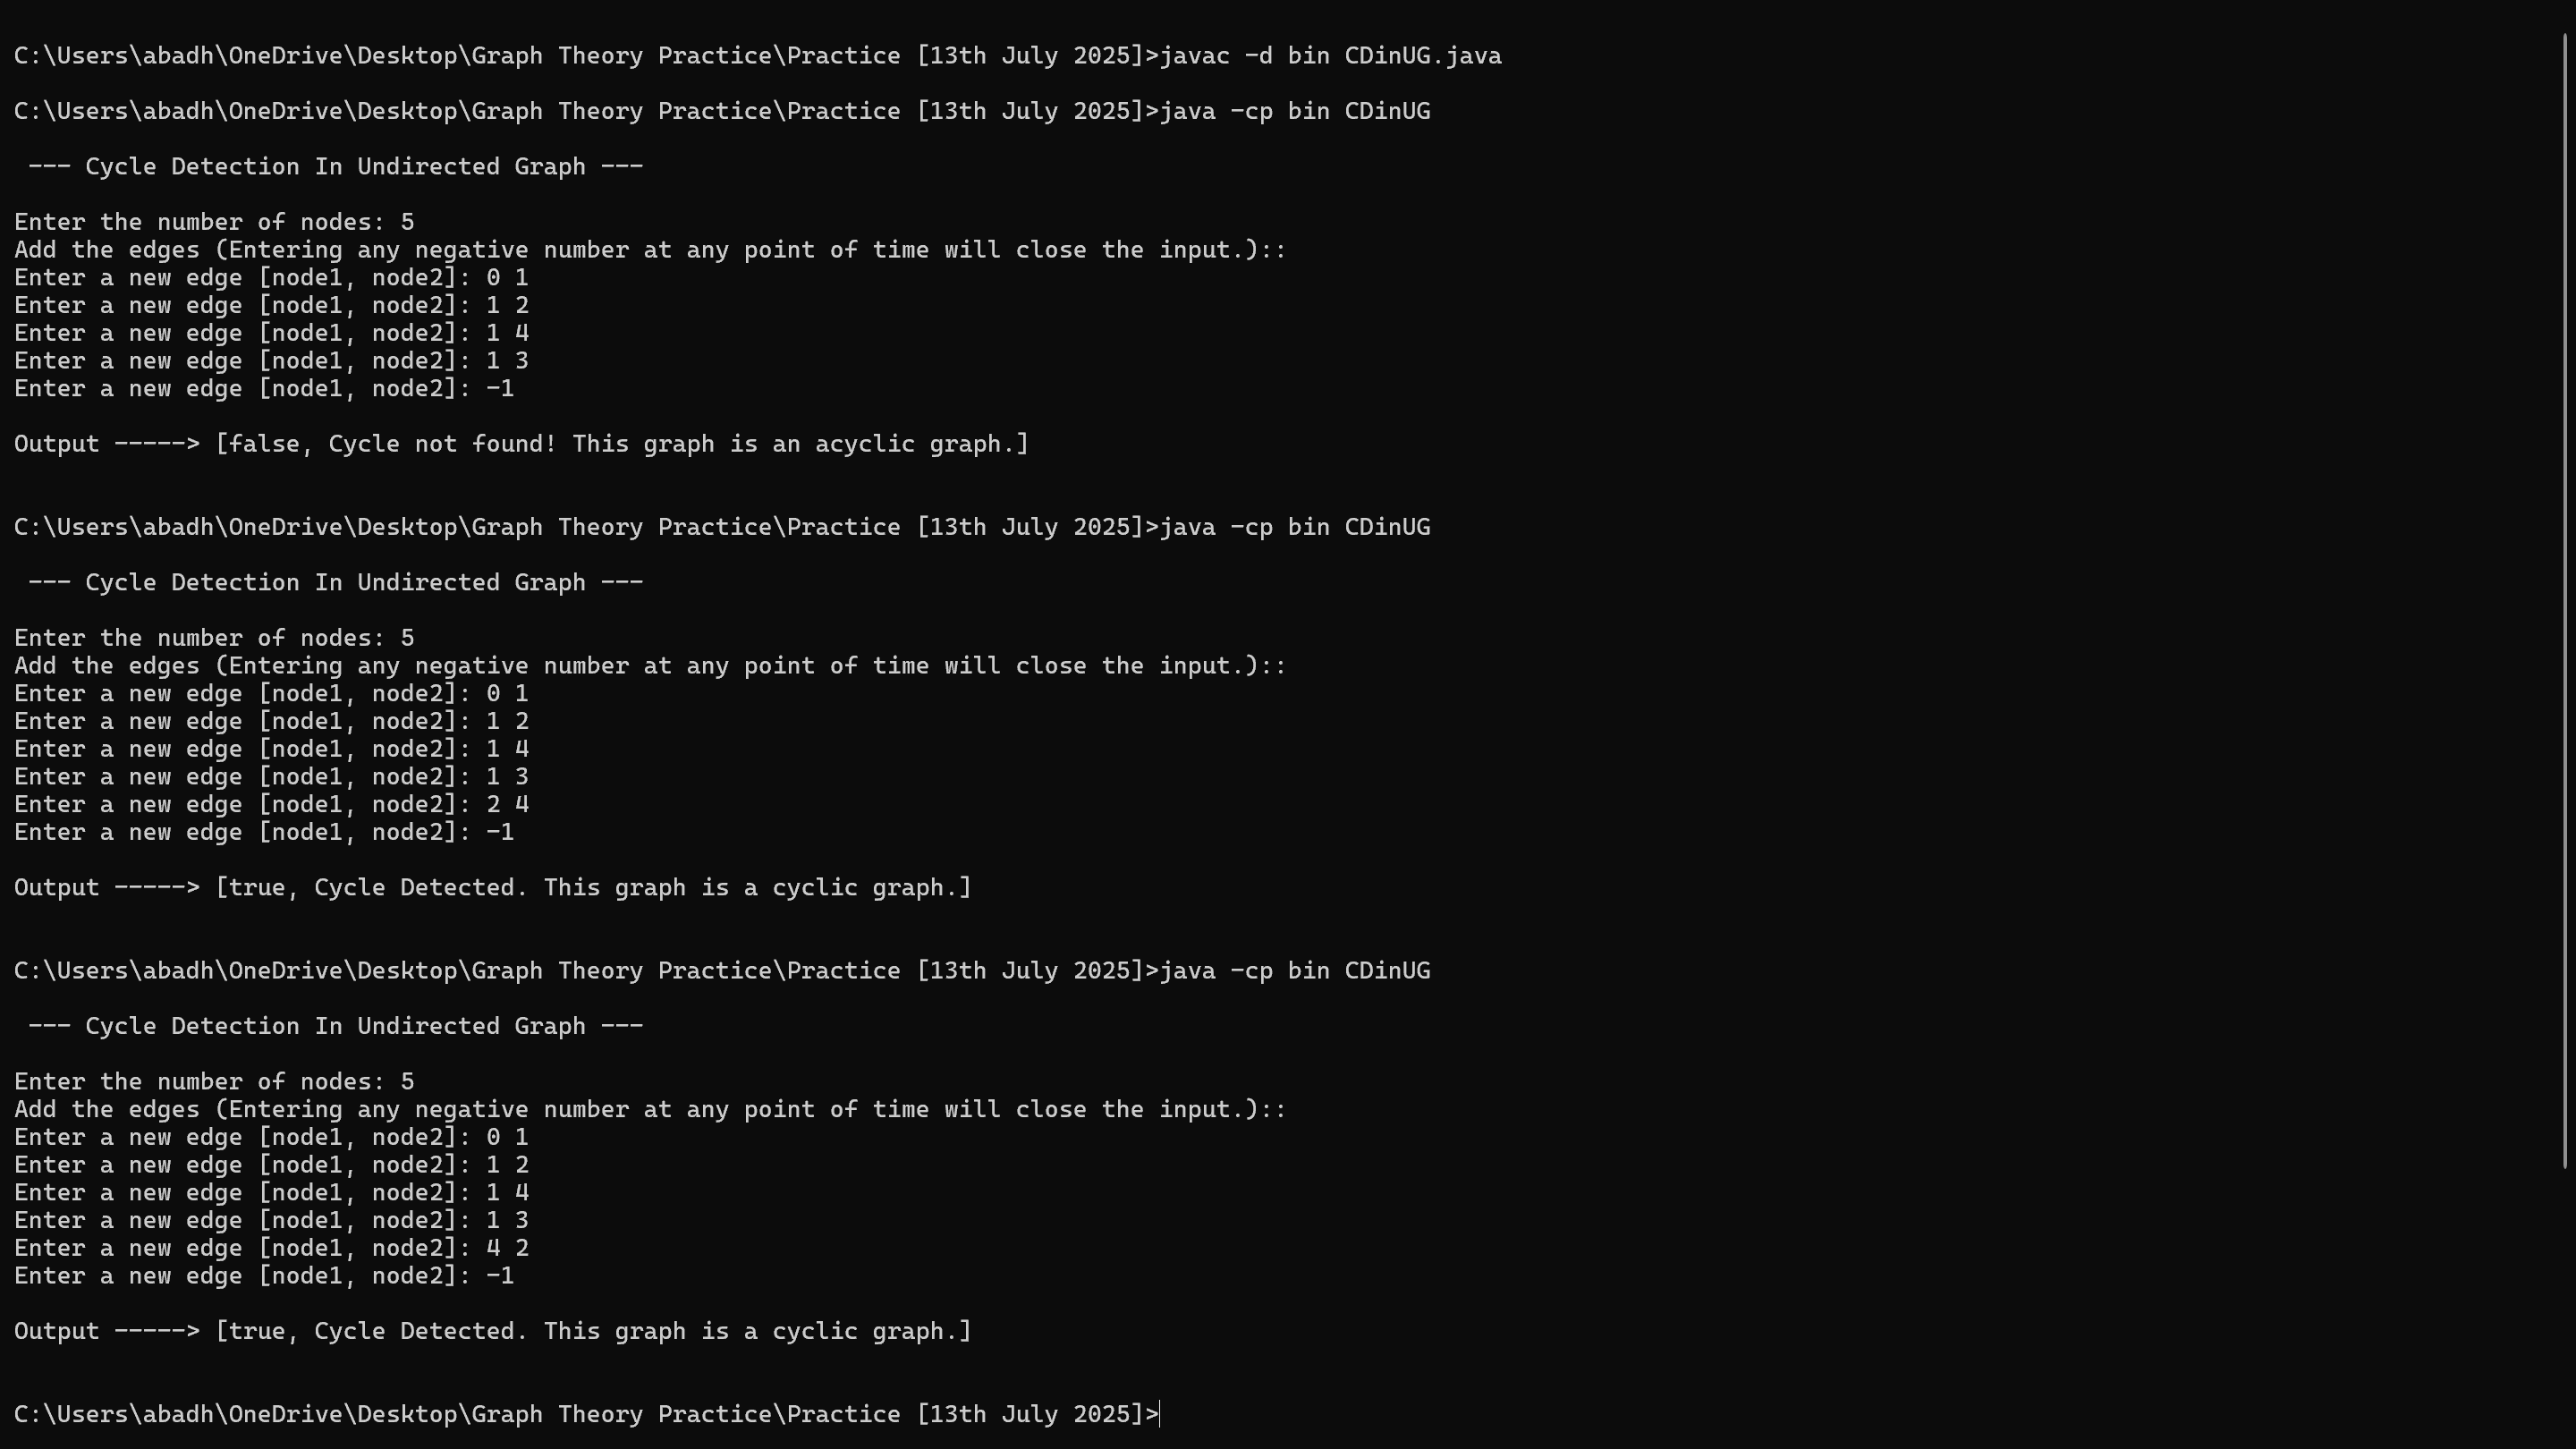 C:\Users\abadh\OneDrive\Desktop\Graph Theory Practice\Practice [13th July 2025]>javac -d bin CDinUG.java
C:\Users\abadh\OneDrive\Desktop\Graph Theory Practice\Practice [13th July 2025]>java -cp bin CDinUG
--- Cycle Detection In Undirected Graph ---
Enter the number of nodes: 5
Add the edges (Entering any negative number at any point of time will close the input.)::
Enter a new edge [node1, node2]: 0 1
Enter a new edge [node1, node2]: 1 2
Enter a new edge [node1, node2]: 1 4
Enter a new edge [node1, node2]: 1 3
Enter a new edge [node1, node2]: -1
Output -----> [false, Cycle not found! This graph is an acyclic graph.]
C:\Users\abadh\OneDrive\Desktop\Graph Theory Practice\Practice [13th July 2025]>java -cp bin CDinUG
--- Cycle Detection In Undirected Graph ---
Enter the number of nodes: 5
Add the edges (Entering any negative number at any point of time will close the input.)::
Enter a new edge [node1, node2]: 0 1
Enter a new edge [node1, node2]: 1 2
Enter a new edge [node1, node2]: 1 4
Enter a new edge [node1, node2]: 1 3
Enter a new edge [node1, node2]: 2 4
Enter a new edge [node1, node2]: -1
Output -----> [true, Cycle Detected. This graph is a cyclic graph.]
C:\Users\abadh\OneDrive\Desktop\Graph Theory Practice\Practice [13th July 2025]>java -cp bin CDinUG
--- Cycle Detection In Undirected Graph ---
Enter the number of nodes: 5
Add the edges (Entering any negative number at any point of time will close the input.)::
Enter a new edge [node1, node2]: 0 1
Enter a new edge [node1, node2]: 1 2
Enter a new edge [node1, node2]: 1 4
Enter a new edge [node1, node2]: 1 3
Enter a new edge [node1, node2]: 4 2
Enter a new edge [node1, node2]: -1
Output -----> [true, Cycle Detected. This graph is a cyclic graph.]
C:\Users\abadh\OneDrive\Desktop\Graph Theory Practice\Practice [13th July 2025]>